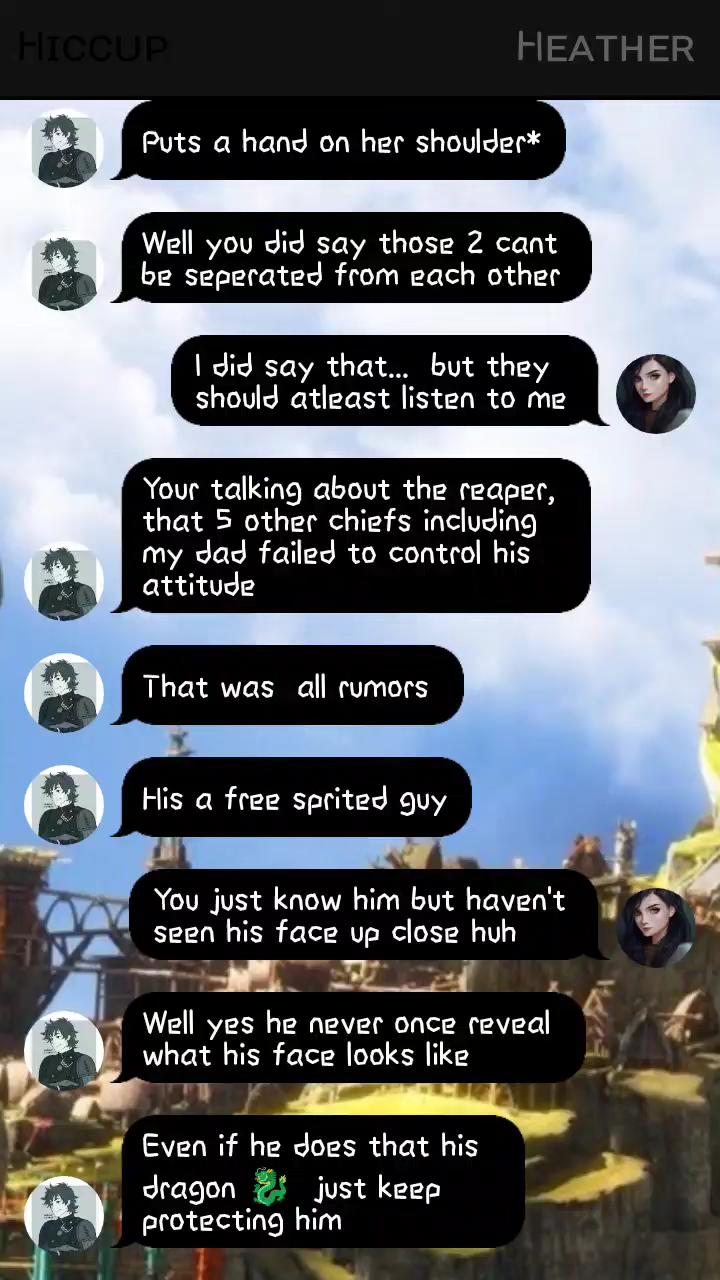 Hiccup
Heather
Puts a hand on her shoulder*
Well you did say those 2 cant
be seperated from each other
I did say that... but they
should atleast listen to me
Your talking about the reaper,
that 5 other chiefs including
my dad failed to control his
attitude
That was all rumors
His a free sprited guy
You just know him but haven't
seen his face up close huh
Well yes he never once reveal
what his face looks like
Even if he does that his
dragon 🐉 just keep
protecting him